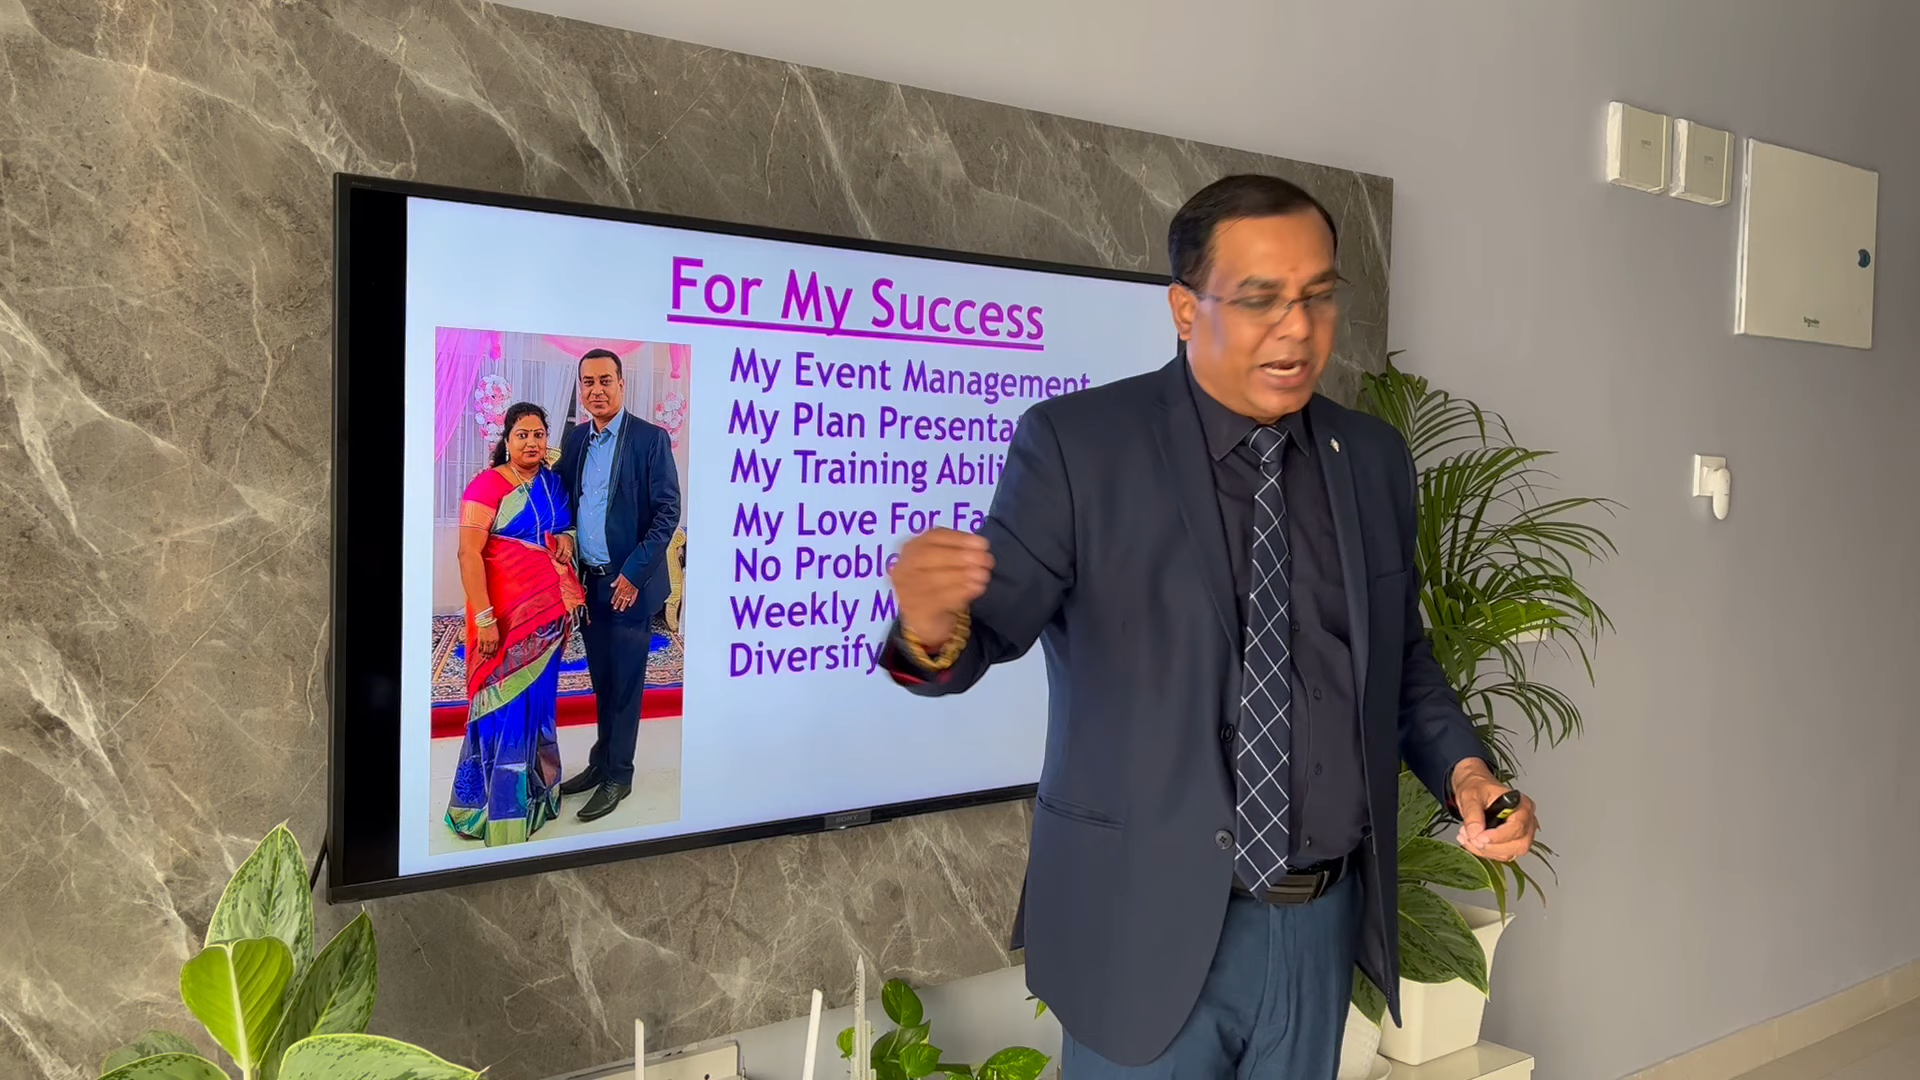 For My Success
My Event Management
My Plan Presenta
My Training Abili
My Love For Fa
No Proble
Weekly M
Diversify
SONY